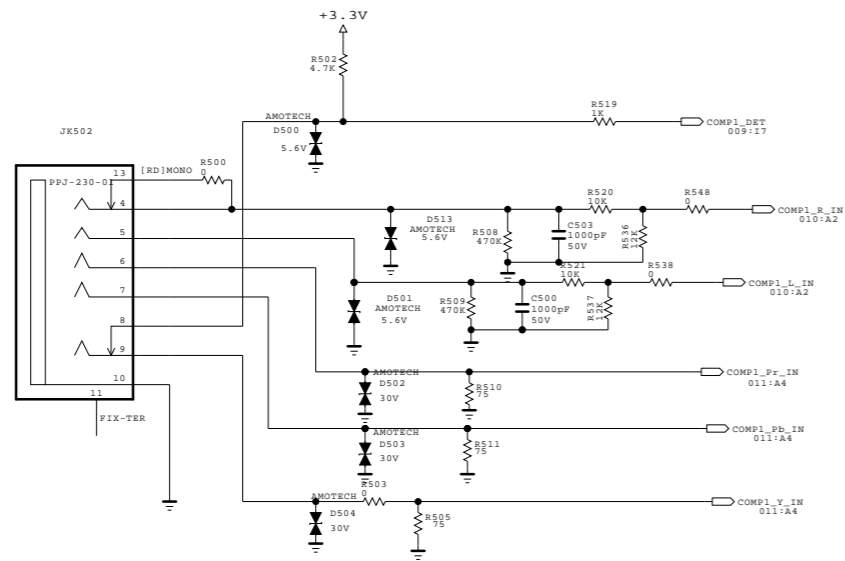 +3.3V
R502
4.7K
AMOTECH
D500
5.6V
R519
1K
COMP1_DET
009:I7
JK502
PPJ-230-01
13
[RD]MONO
R500
0
4
5
6
7
8
9
10
11
FIX-TER
D513
AMOTECH
5.6V
R508
470K
C503
1000pF
50V
R520
10K
R536
12K
R548
0
COMP1_R_IN
010:A2
D501
AMOTECH
5.6V
R509
470K
C500
1000pF
50V
R521
10K
R537
12K
R538
0
COMP1_L_IN
010:A2
AMOTECH
D502
30V
R510
75
COMP1_Pr_IN
011:A4
AMOTECH
D503
30V
R511
75
COMP1_Pb_IN
011:A4
AMOTECH
D504
30V
R503
0
R505
75
COMP1_Y_IN
011:A4